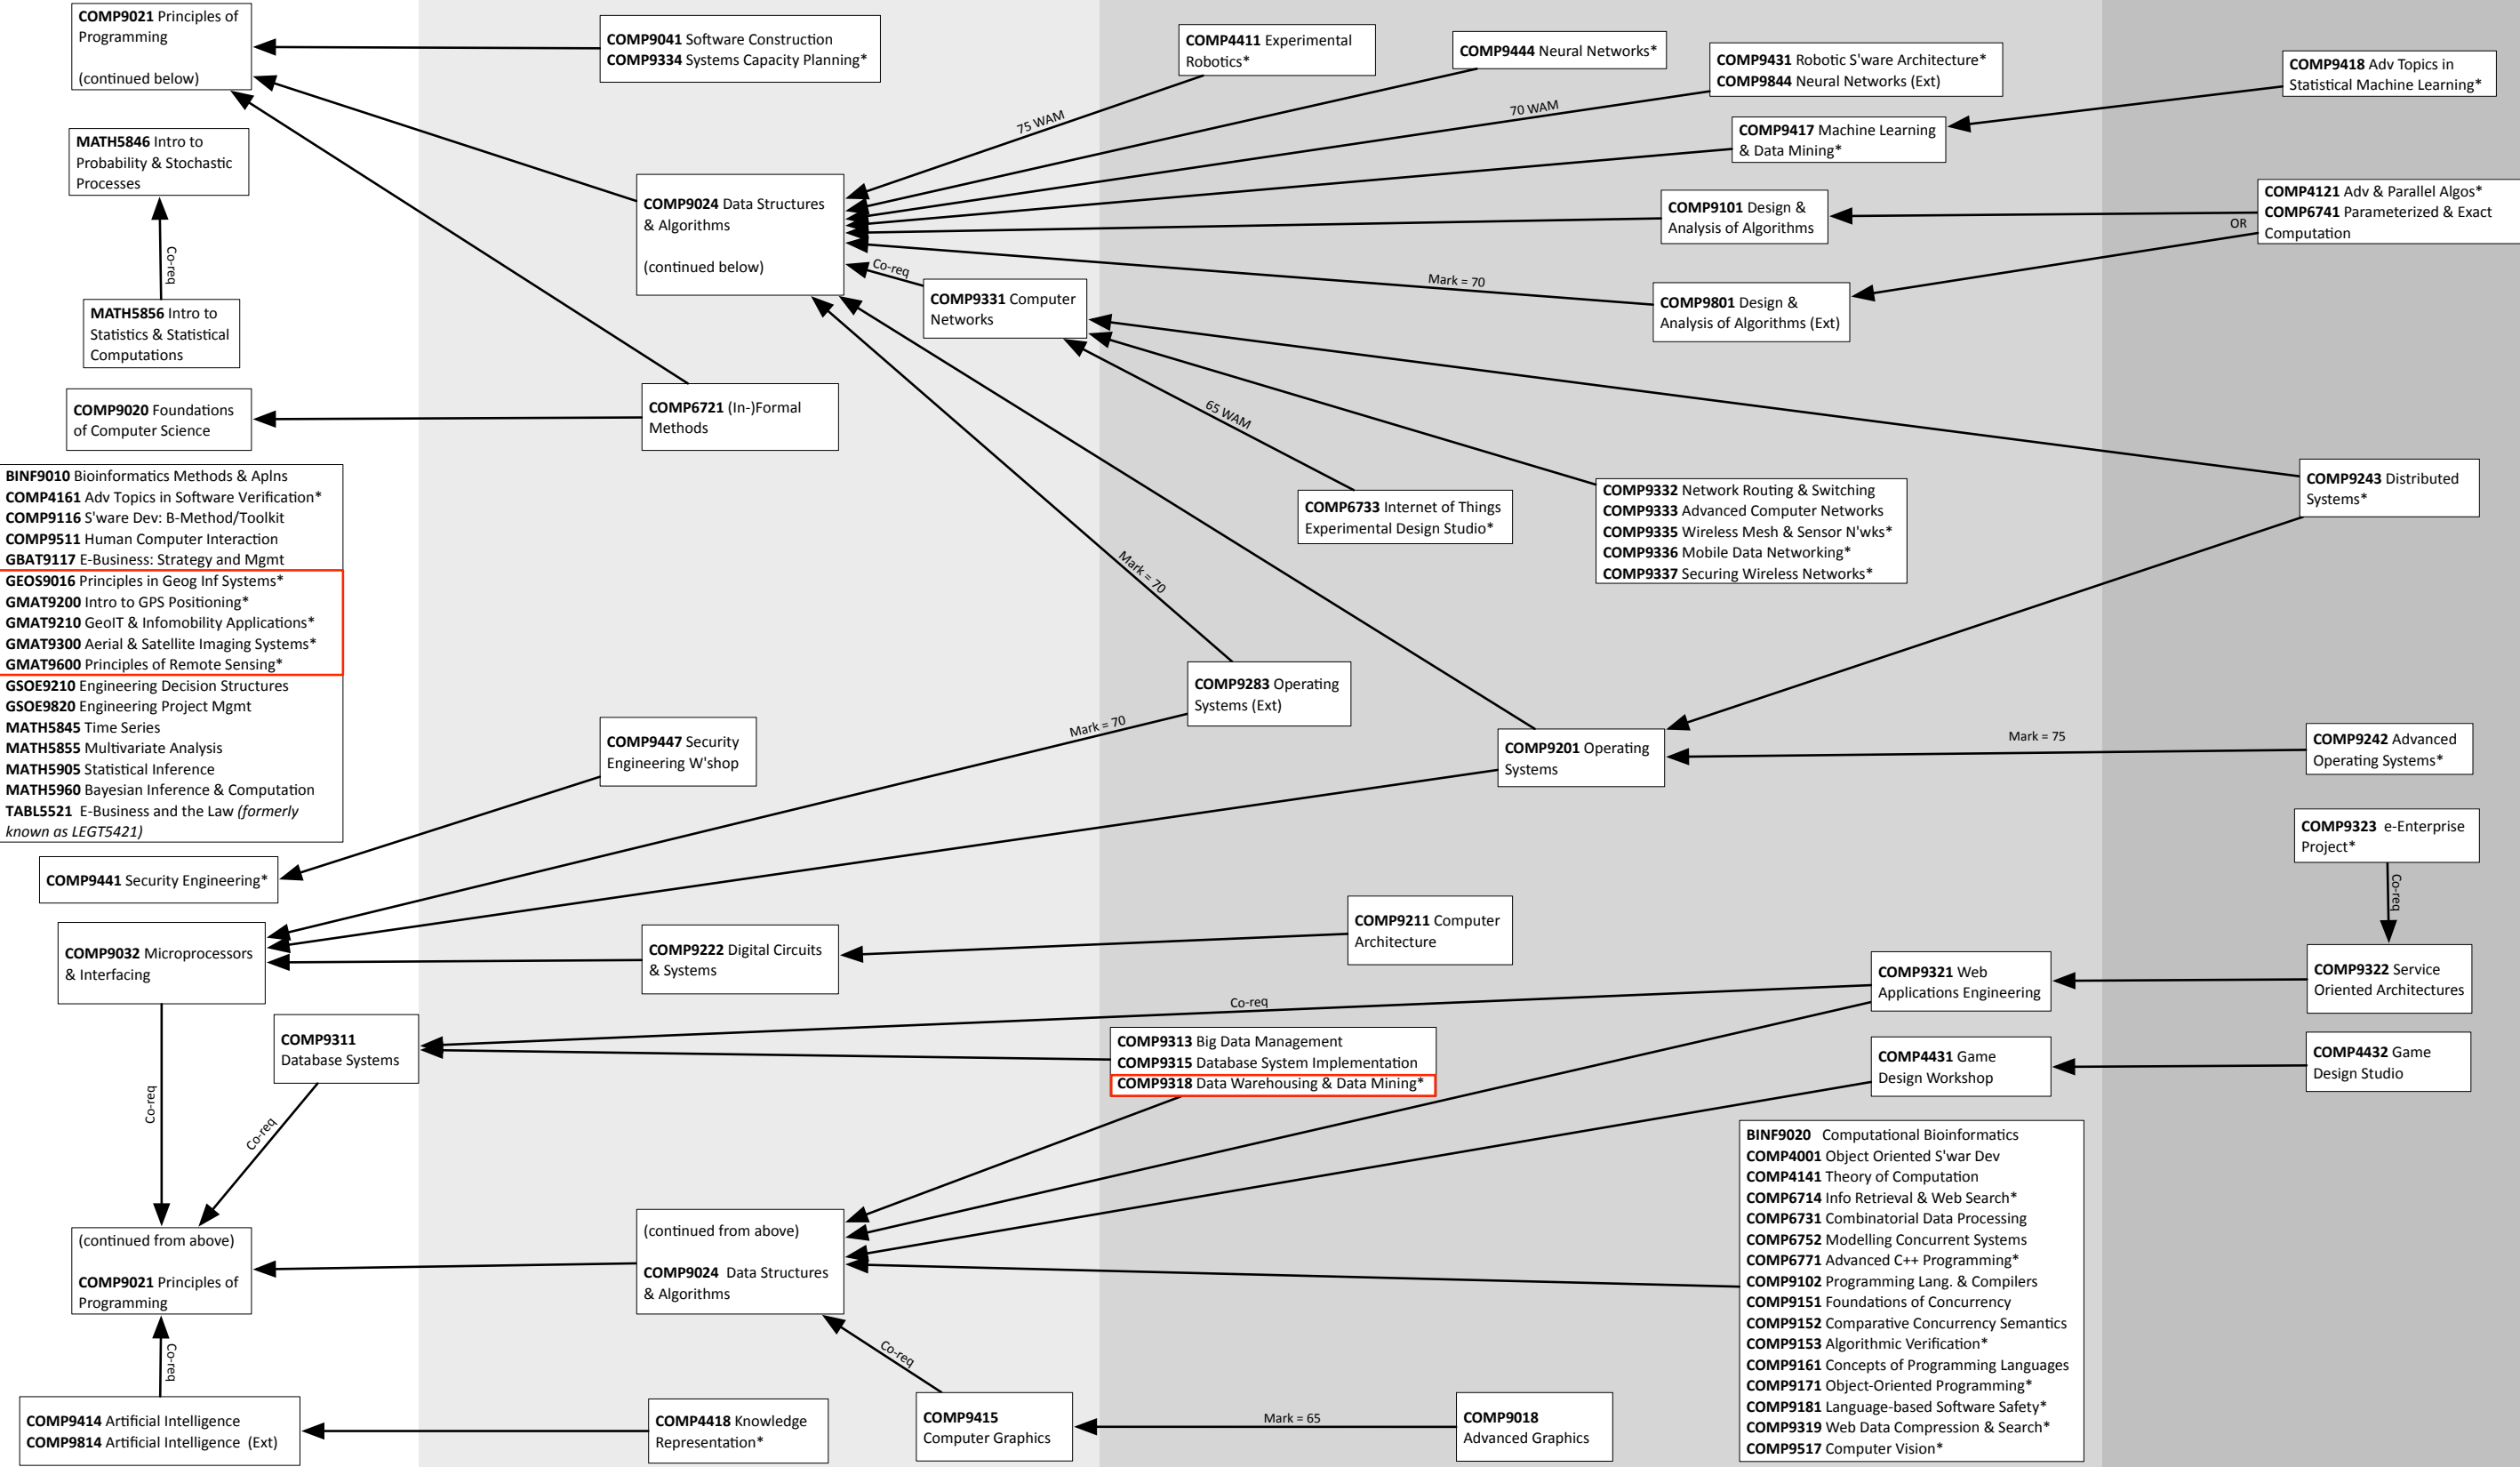 COMP9021 Principles of
Programming
(continued below)
COMP9041 Software Construction
COMP9334 Systems Capacity Planning*
COMP4411 Experimental
Robotics*
COMP9444 Neural Networks*
COMP9431 Robotic S'ware Architecture*
COMP9844 Neural Networks (Ext)
COMP9418 Adv Topics in
Statistical Machine Learning*
75 WAM
70 WAM
COMP9417 Machine Learning
& Data Mining*
MATH5846 Intro to
Probability & Stochastic
Processes
Co-req
MATH5856 Intro to
Statistics & Statistical
Computations
COMP9024 Data Structures
& Algorithms
(continued below)
COMP9101 Design &
Analysis of Algorithms
COMP4121 Adv & Parallel Algos*
COMP6741 Parameterized & Exact
Computation
OR
Co-req
COMP9331 Computer
Networks
Mark = 70
COMP9801 Design &
Analysis of Algorithms (Ext)
COMP9020 Foundations
of Computer Science
COMP6721 (In-)Formal
Methods
65 WAM
COMP6733 Internet of Things
Experimental Design Studio*
COMP9332 Network Routing & Switching
COMP9333 Advanced Computer Networks
COMP9335 Wireless Mesh & Sensor N'wks*
COMP9336 Mobile Data Networking*
COMP9337 Securing Wireless Networks*
COMP9243 Distributed
Systems*
BINF9010 Bioinformatics Methods & Aplns
COMP4161 Adv Topics in Software Verification*
COMP9116 S'ware Dev: B-Method/Toolkit
COMP9511 Human Computer Interaction
GBAT9117 E-Business: Strategy and Mgmt
GEOS9016 Principles in Geog Inf Systems*
GMAT9200 Intro to GPS Positioning*
GMAT9210 GeoIT & Infomobility Applications*
GMAT9300 Aerial & Satellite Imaging Systems*
GMAT9600 Principles of Remote Sensing*
GSOE9210 Engineering Decision Structures
GSOE9820 Engineering Project Mgmt
MATH5845 Time Series
MATH5855 Multivariate Analysis
MATH5905 Statistical Inference
MATH5960 Bayesian Inference & Computation
TABL5521 E-Business and the Law (formerly
known as LEGT5421)
Mark = 70
COMP9283 Operating
Systems (Ext)
Mark = 70
COMP9447 Security
Engineering W'shop
COMP9201 Operating
Systems
Mark = 75
COMP9242 Advanced
Operating Systems*
COMP9441 Security Engineering*
COMP9323 e-Enterprise
Project*
Co-req
COMP9032 Microprocessors
& Interfacing
COMP9222 Digital Circuits
& Systems
COMP9211 Computer
Architecture
COMP9321 Web
Applications Engineering
COMP9322 Service
Oriented Architectures
Co-req
COMP9311
Database Systems
COMP9313 Big Data Management
COMP9315 Database System Implementation
COMP9318 Data Warehousing & Data Mining*
COMP4431 Game
Design Workshop
COMP4432 Game
Design Studio
Co-req
Co-req
(continued from above)
COMP9021 Principles of
Programming
(continued from above)
COMP9024 Data Structures
& Algorithms
BINF9020 Computational Bioinformatics
COMP4001 Object Oriented S'war Dev
COMP4141 Theory of Computation
COMP6714 Info Retrieval & Web Search*
COMP6731 Combinatorial Data Processing
COMP6752 Modelling Concurrent Systems
COMP6771 Advanced C++ Programming*
COMP9102 Programming Lang. & Compilers
COMP9151 Foundations of Concurrency
COMP9152 Comparative Concurrency Semantics
COMP9153 Algorithmic Verification*
COMP9161 Concepts of Programming Languages
COMP9171 Object-Oriented Programming*
COMP9181 Language-based Software Safety*
COMP9319 Web Data Compression & Search*
COMP9517 Computer Vision*
Co-req
Co-req
COMP9414 Artificial Intelligence
COMP9814 Artificial Intelligence (Ext)
COMP4418 Knowledge
Representation*
COMP9415
Computer Graphics
Mark = 65
COMP9018
Advanced Graphics